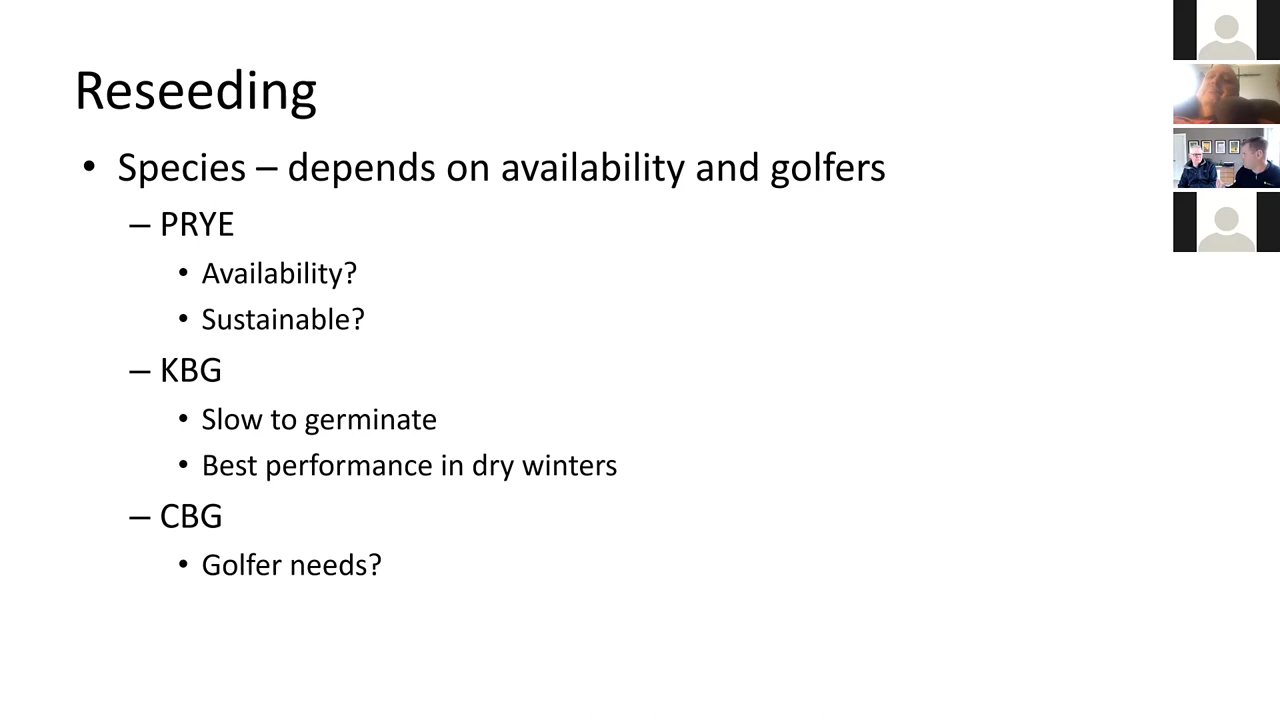 Reseeding
• Species – depends on availability and golfers
– PRYE
• Availability?
• Sustainable?
– KBG
• Slow to germinate
• Best performance in dry winters
– CBG
• Golfer needs?